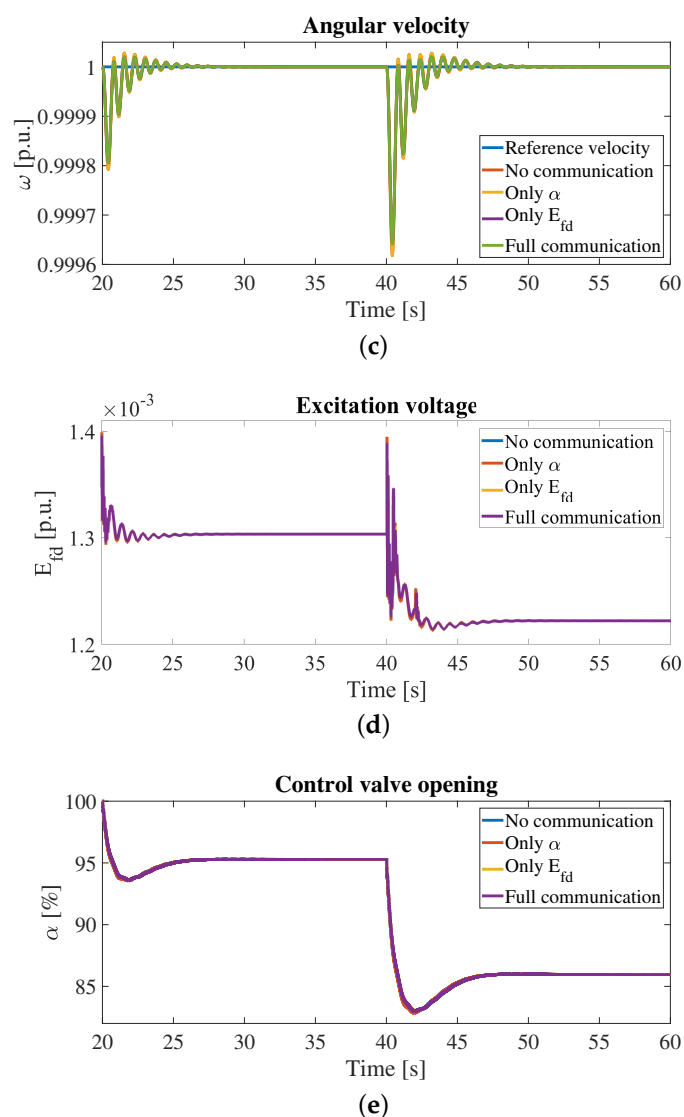 Angular velocity
1
0.9999
0.9998
0.9997
0.9996
ω [p.u.]
Reference velocity
No communication
Only α
Only E_fd
Full communication
20 25 30 35 40 45 50 55 60
Time [s]
(c)
Excitation voltage
×10^-3
1.4
1.3
1.2
E_fd [p.u.]
No communication
Only α
Only E_fd
Full communication
20 25 30 35 40 45 50 55 60
Time [s]
(d)
Control valve opening
100
95
90
85
α [%]
No communication
Only α
Only E_fd
Full communication
20 25 30 35 40 45 50 55 60
Time [s]
(e)